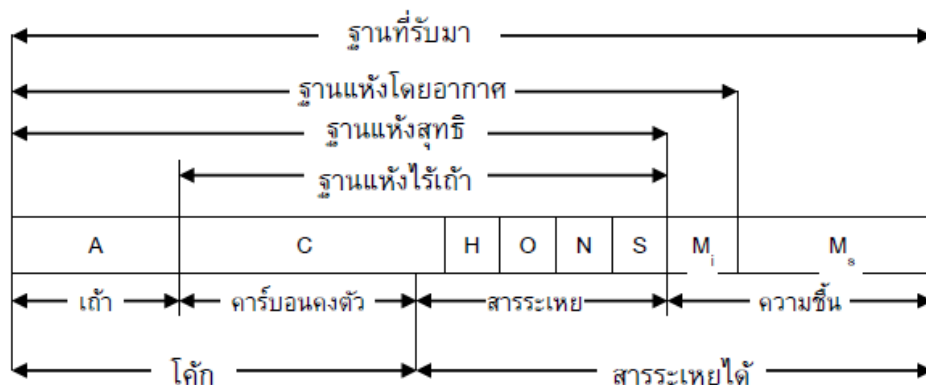 ฐานที่รับมา
ฐานแห้งโดยอากาศ
ฐานแห้งสุทธิ
ฐานแห้งไร้เถ้า
A C H O N S Mi Ms
เถ้า คาร์บอนคงตัว สารระเหย ความชื้น
โค้ก สารระเหยได้